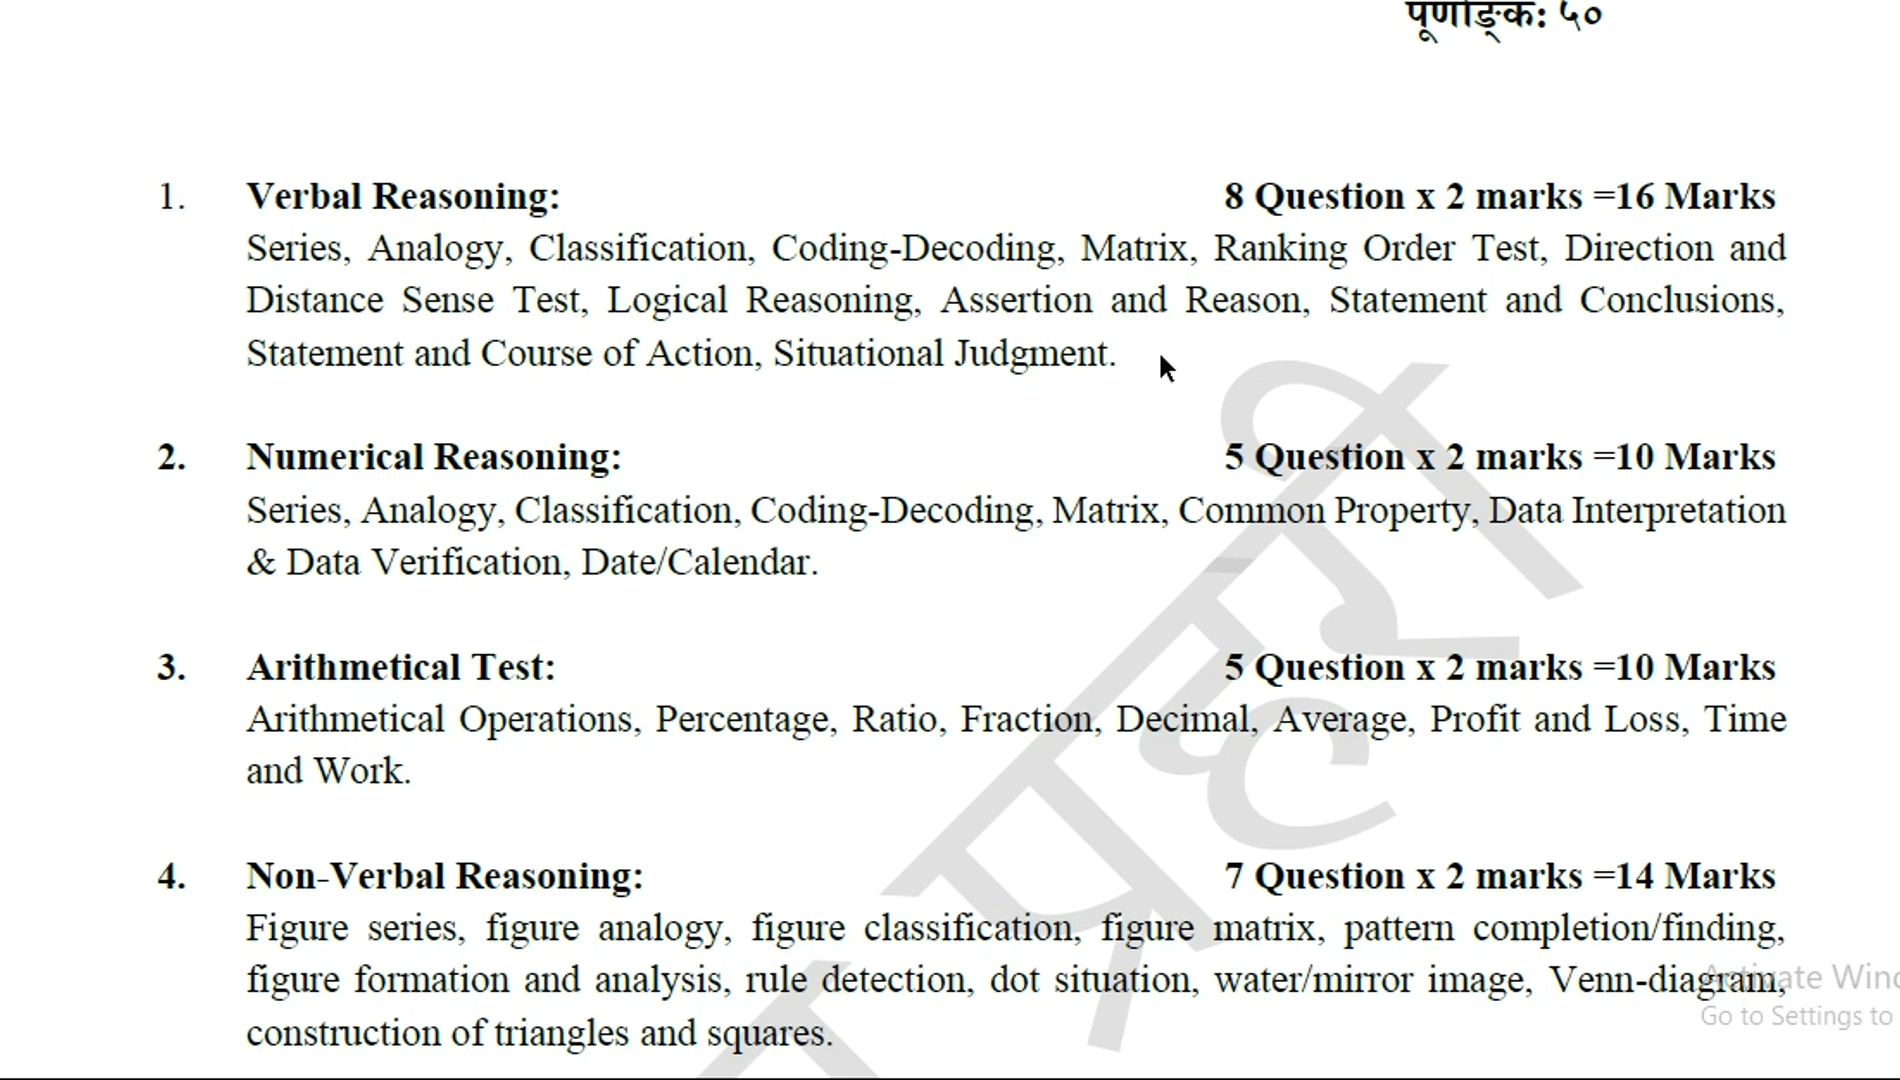 पूर्णाङ्क: ५०
1. Verbal Reasoning: 8 Question x 2 marks =16 Marks
Series, Analogy, Classification, Coding-Decoding, Matrix, Ranking Order Test, Direction and
Distance Sense Test, Logical Reasoning, Assertion and Reason, Statement and Conclusions,
Statement and Course of Action, Situational Judgment.
2. Numerical Reasoning: 5 Question x 2 marks =10 Marks
Series, Analogy, Classification, Coding-Decoding, Matrix, Common Property, Data Interpretation
& Data Verification, Date/Calendar.
3. Arithmetical Test: 5 Question x 2 marks =10 Marks
Arithmetical Operations, Percentage, Ratio, Fraction, Decimal, Average, Profit and Loss, Time
and Work.
4. Non-Verbal Reasoning: 7 Question x 2 marks =14 Marks
Figure series, figure analogy, figure classification, figure matrix, pattern completion/finding,
figure formation and analysis, rule detection, dot situation, water/mirror image, Venn-diagram,
construction of triangles and squares.
Activate Wind
Go to Settings to